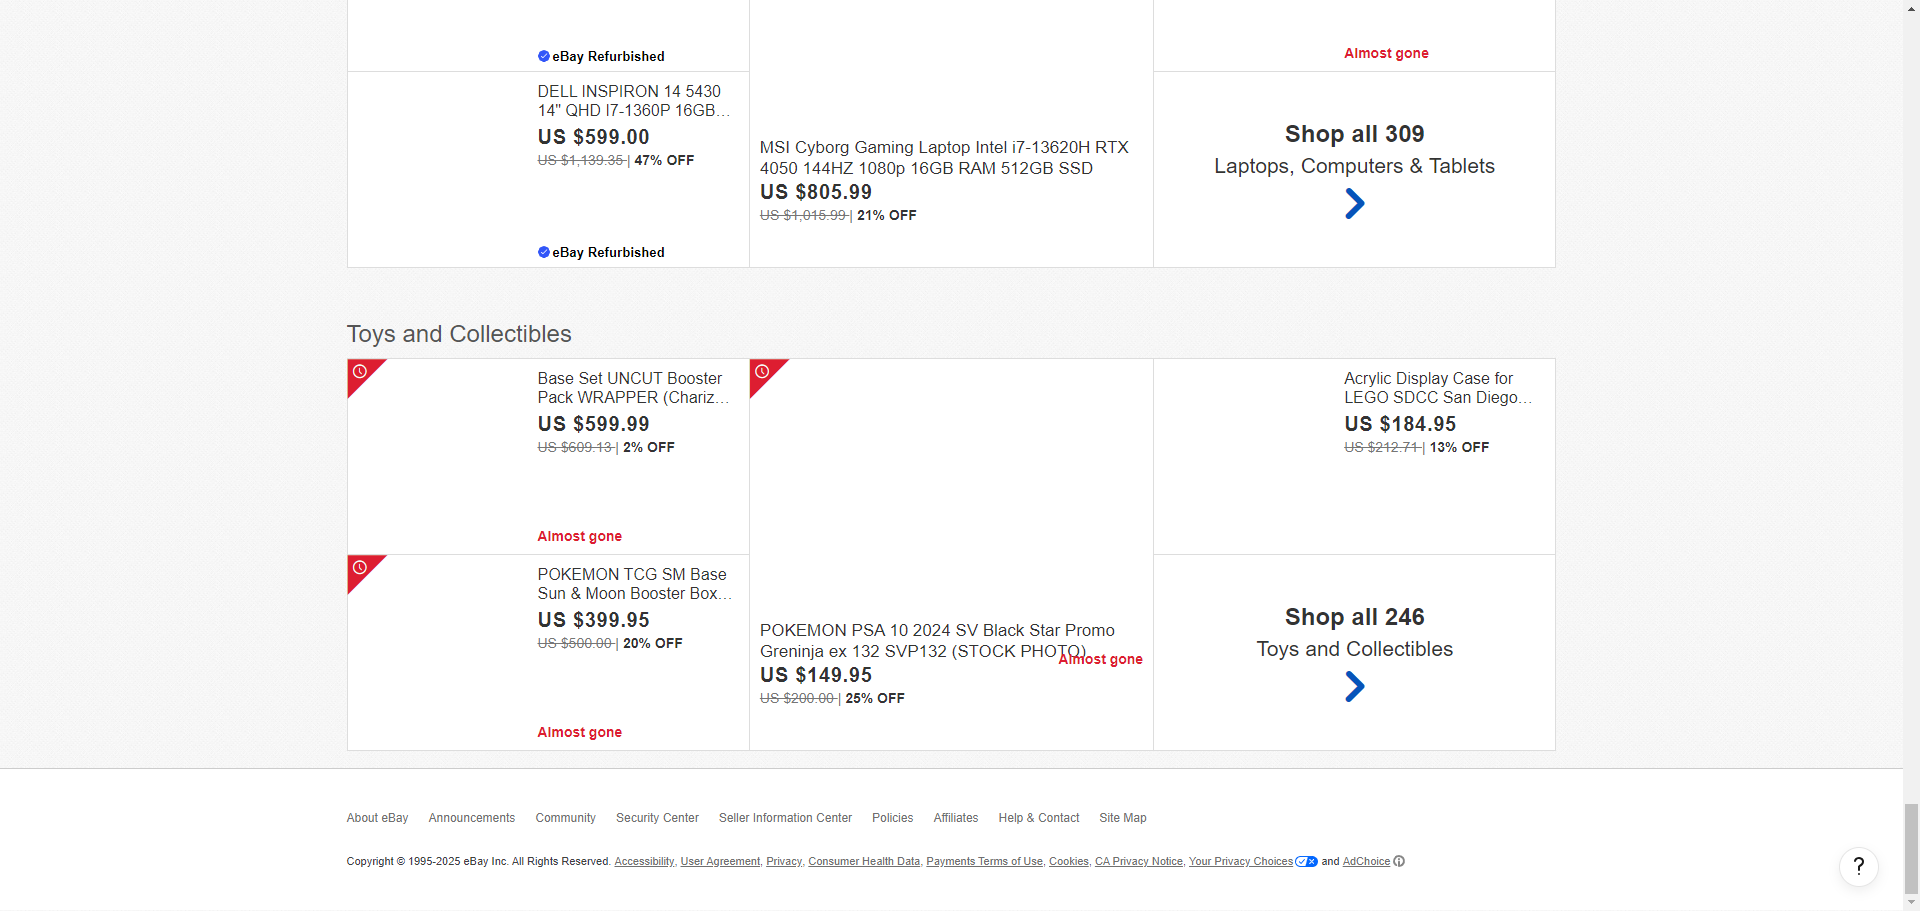 eBay Refurbished
DELL INSPIRON 14 5430
14" QHD I7-1360P 16GB...
US $599.00
US $1,139.35 | 47% OFF
eBay Refurbished
MSI Cyborg Gaming Laptop Intel i7-13620H RTX
4050 144HZ 1080p 16GB RAM 512GB SSD
US $805.99
US $1,015.99 | 21% OFF
Almost gone
Shop all 309
Laptops, Computers & Tablets
Toys and Collectibles
Base Set UNCUT Booster
Pack WRAPPER (Chariz...
US $599.99
US $609.13 | 2% OFF
Almost gone
POKEMON TCG SM Base
Sun & Moon Booster Box...
US $399.95
US $500.00 | 20% OFF
Almost gone
POKEMON PSA 10 2024 SV Black Star Promo
Greninja ex 132 SVP132 (STOCK PHOTO)
Almost gone
US $149.95
US $200.00 | 25% OFF
Acrylic Display Case for
LEGO SDCC San Diego...
US $184.95
US $212.71 | 13% OFF
Shop all 246
Toys and Collectibles
About eBay Announcements Community Security Center Seller Information Center Policies Affiliates Help & Contact Site Map
Copyright © 1995-2025 eBay Inc. All Rights Reserved. Accessibility, User Agreement, Privacy, Consumer Health Data, Payments Terms of Use, Cookies, CA Privacy Notice, Your Privacy Choices and AdChoice
?